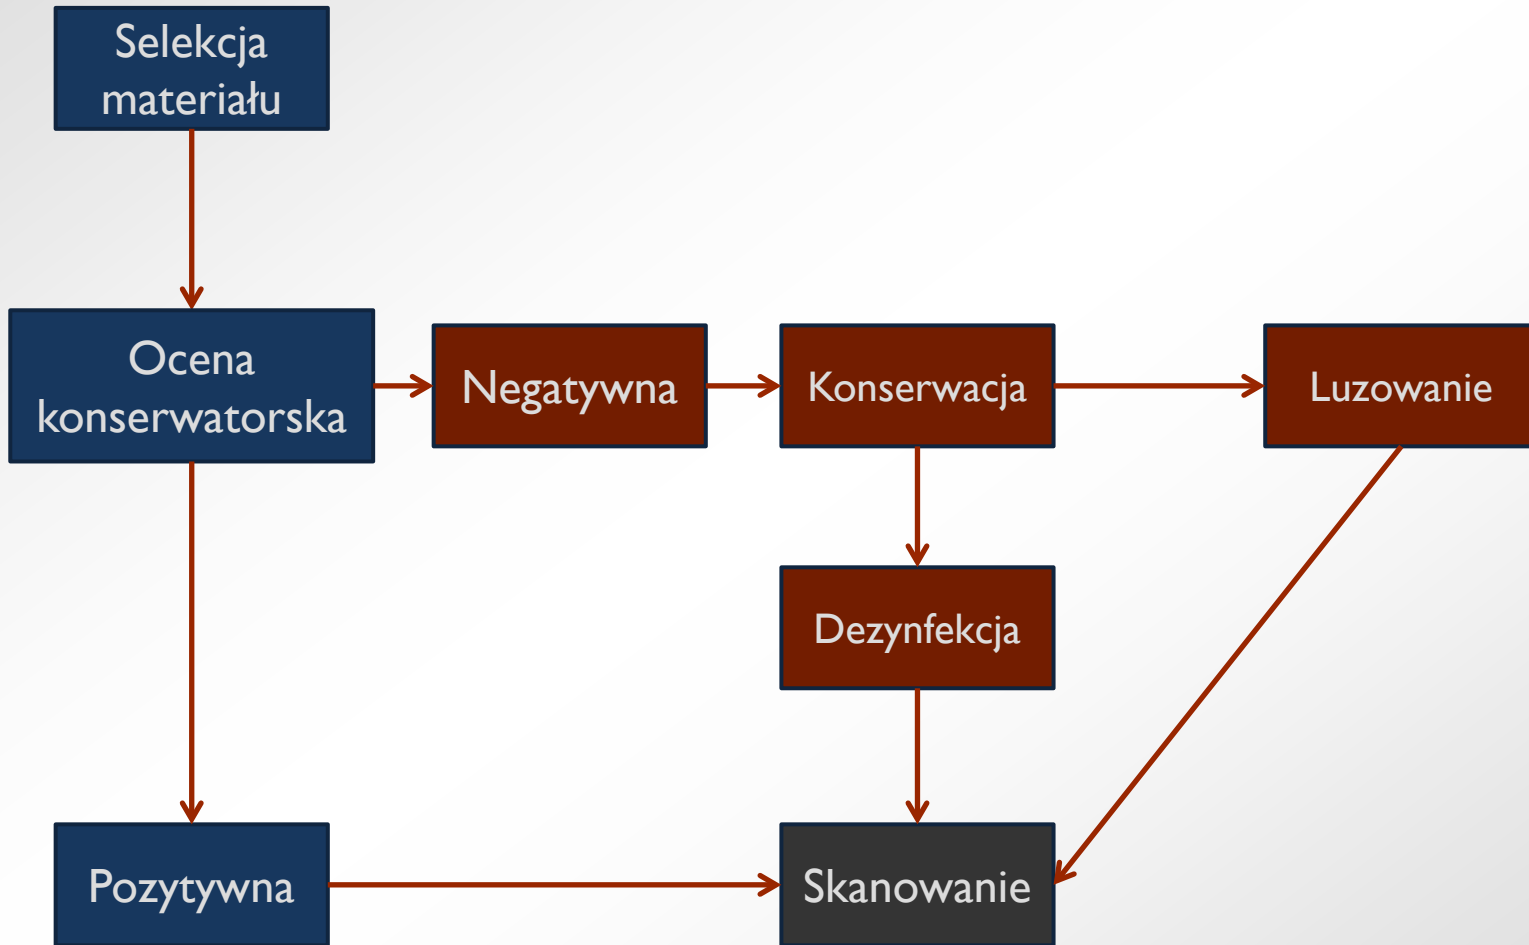 Selekcja
materiału
Ocena
konserwatorska
Negatywna
Konserwacja
Luzowanie
Dezynfekcja
Pozytywna
Skanowanie